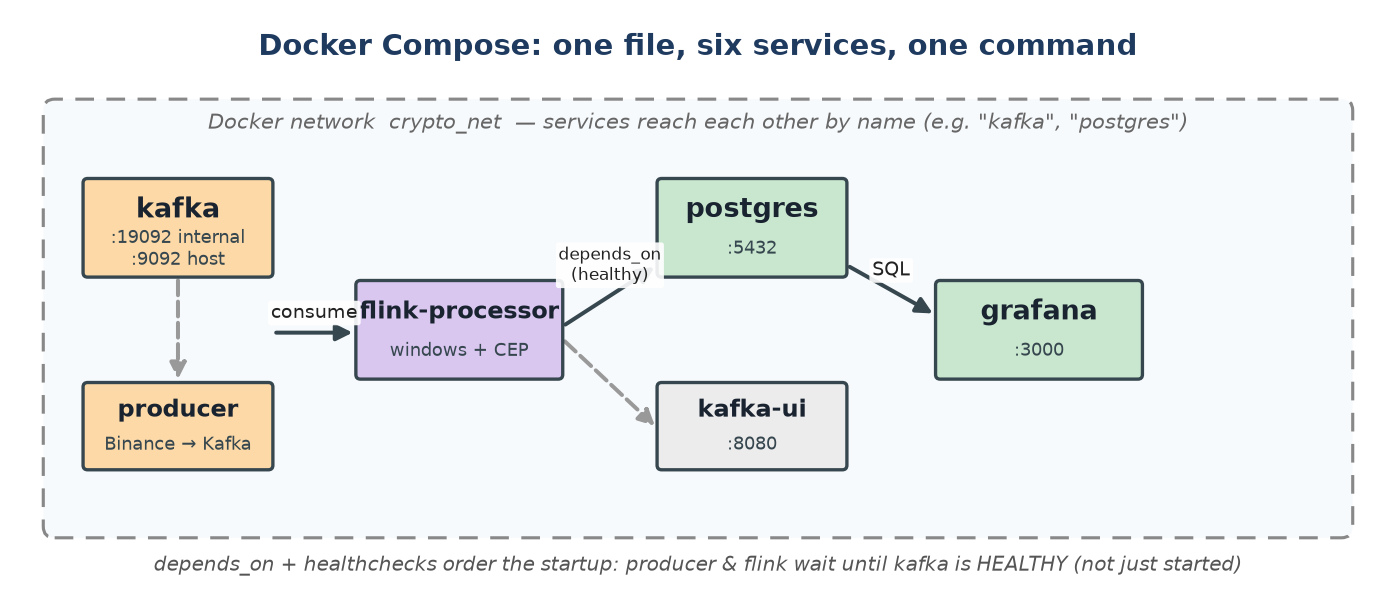 Docker Compose: one file, six services, one command
Docker network  crypto_net  — services reach each other by name (e.g. "kafka", "postgres")
kafka
:19092 internal
:9092 host
postgres
:5432
depends_on
(healthy)
SQL
consume
flink-processor
windows + CEP
grafana
:3000
producer
Binance → Kafka
kafka-ui
:8080
depends_on + healthchecks order the startup: producer & flink wait until kafka is HEALTHY (not just started)